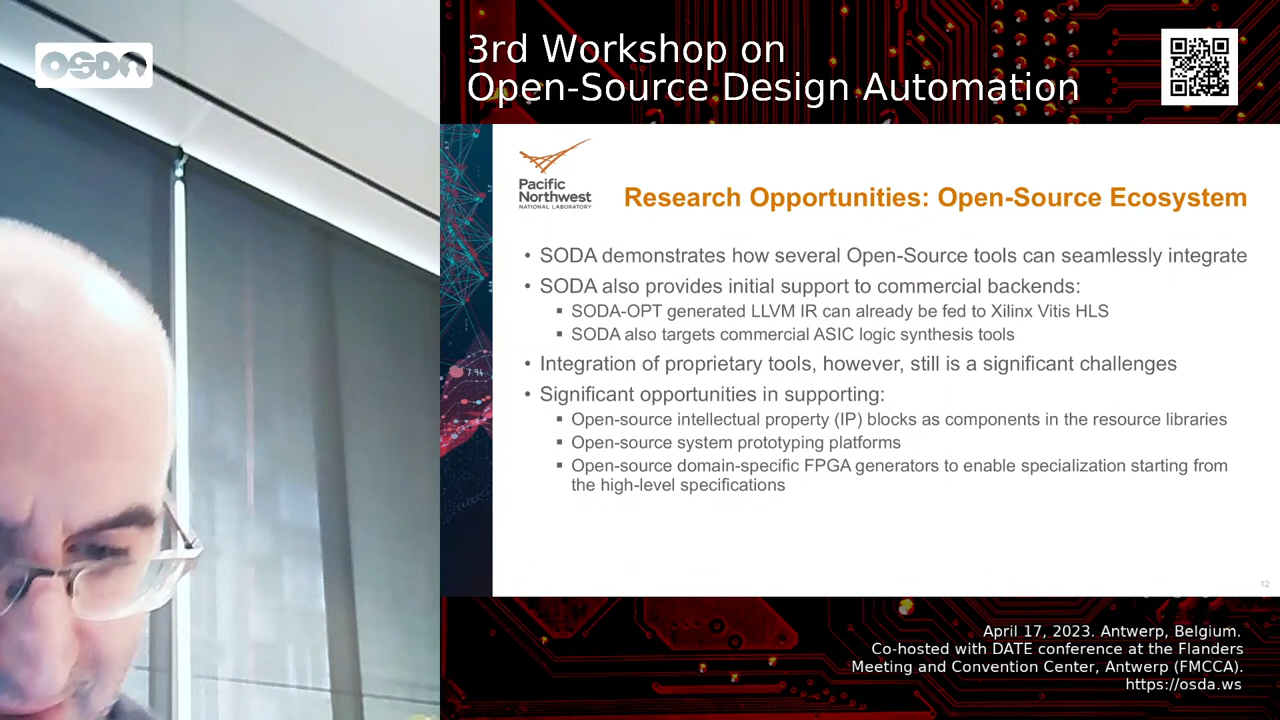 OSDA
3rd Workshop on
Open-Source Design Automation
Pacific
Northwest
NATIONAL LABORATORY
Research Opportunities: Open-Source Ecosystem
• SODA demonstrates how several Open-Source tools can seamlessly integrate
• SODA also provides initial support to commercial backends:
▪ SODA-OPT generated LLVM IR can already be fed to Xilinx Vitis HLS
▪ SODA also targets commercial ASIC logic synthesis tools
• Integration of proprietary tools, however, still is a significant challenges
• Significant opportunities in supporting:
▪ Open-source intellectual property (IP) blocks as components in the resource libraries
▪ Open-source system prototyping platforms
▪ Open-source domain-specific FPGA generators to enable specialization starting from
the high-level specifications
7.94
12
April 17, 2023. Antwerp, Belgium.
Co-hosted with DATE conference at the Flanders
Meeting and Convention Center, Antwerp (FMCCA).
https://osda.ws